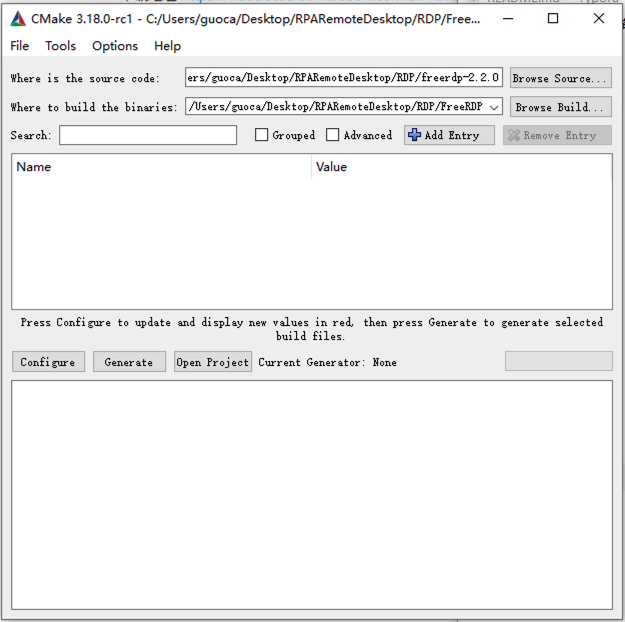 CMake 3.18.0-rc1 - C:/Users/guoca/Desktop/RPARemoteDesktop/RDP/Free...
File Tools Options Help
Where is the source code: ers/guoca/Desktop/RPARemoteDesktop/RDP/freerdp-2.2.0 Browse Source...
Where to build the binaries: /Users/guoca/Desktop/RPARemoteDesktop/RDP/FreeRDP Browse Build...
Search: Grouped Advanced Add Entry Remove Entry
Name Value
Press Configure to update and display new values in red, then press Generate to generate selected
build files.
Configure Generate Open Project Current Generator: None